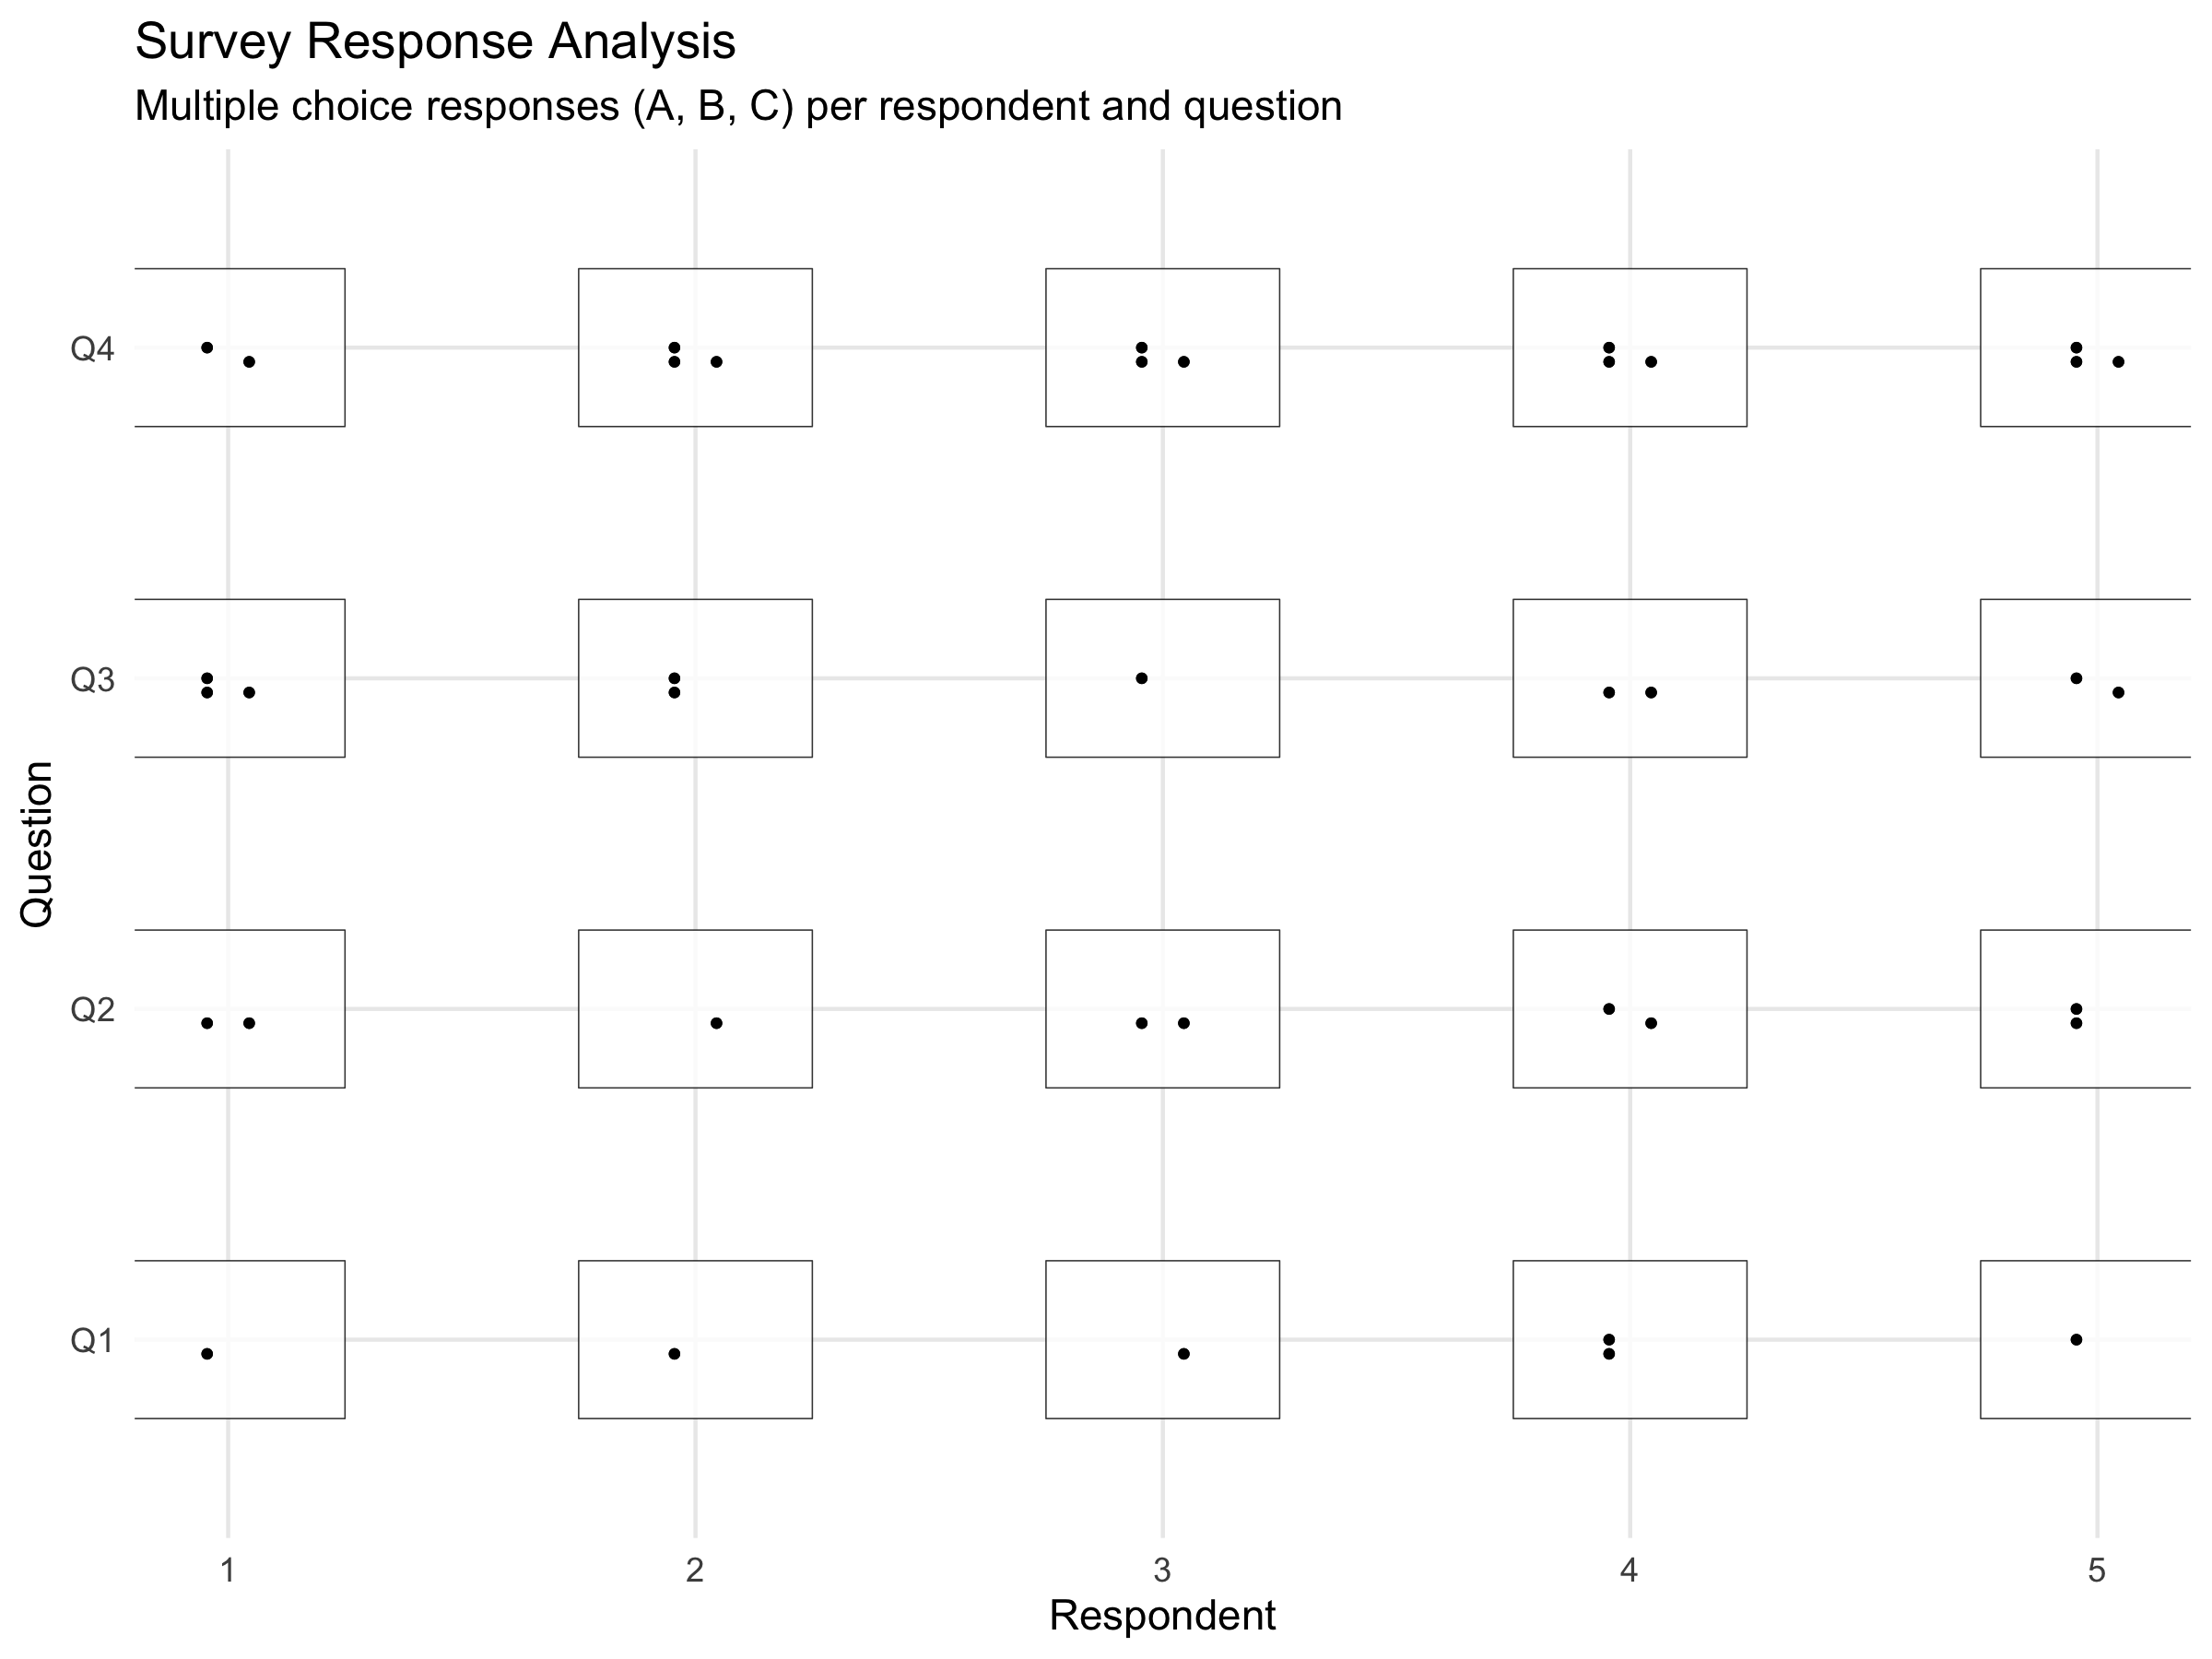 Survey Response Analysis
Multiple choice responses (A, B, C) per respondent and question
Q4
Q3
Question
Q2
Q1
1 2 3 4 5
Respondent